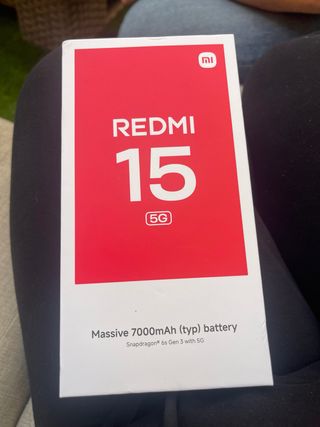 mi
REDMI
15
5G
Massive 7000mAh (typ) battery
Snapdragon® 6s Gen 3 with 5G